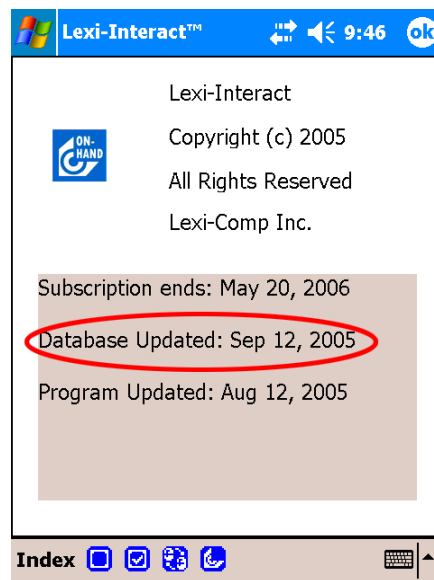 Lexi-Interact™ 9:46 ok
Lexi-Interact
ON-HAND
Copyright (c) 2005
All Rights Reserved
Lexi-Comp Inc.
Subscription ends: May 20, 2006
Database Updated: Sep 12, 2005
Program Updated: Aug 12, 2005
Index